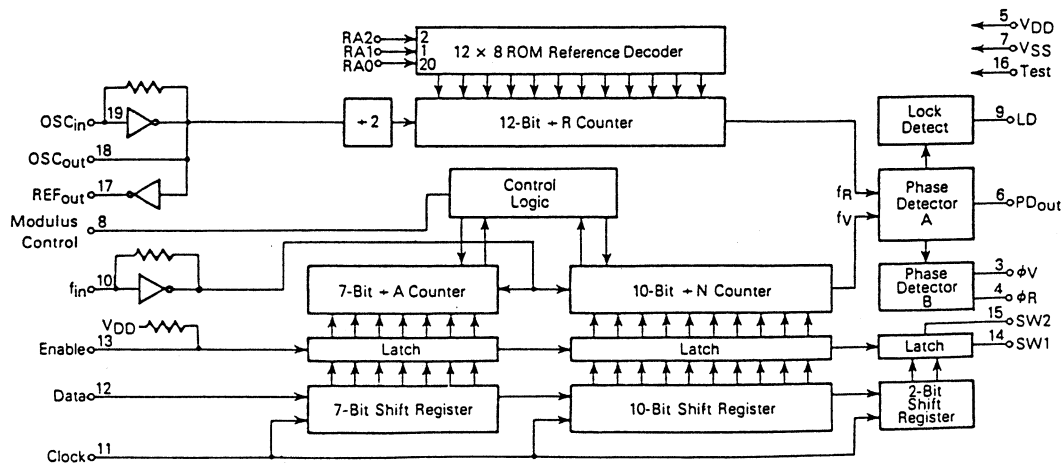 RA2 2
RA1 1
RA0 20
12 × 8 ROM Reference Decoder
5 VDD
7 VSS
16 Test
OSCin 19
÷ 2
12-Bit ÷ R Counter
Lock Detect
9 LD
OSCout 18
REFout 17
Control Logic
fR
fV
Phase Detector A
6 PDout
Modulus Control 8
fin 10
7-Bit ÷ A Counter
10-Bit ÷ N Counter
Phase Detector B
3 ϕV
4 ϕR
VDD
Enable 13
Latch
Latch
Latch
15 SW2
14 SW1
Data 12
7-Bit Shift Register
10-Bit Shift Register
2-Bit Shift Register
Clock 11